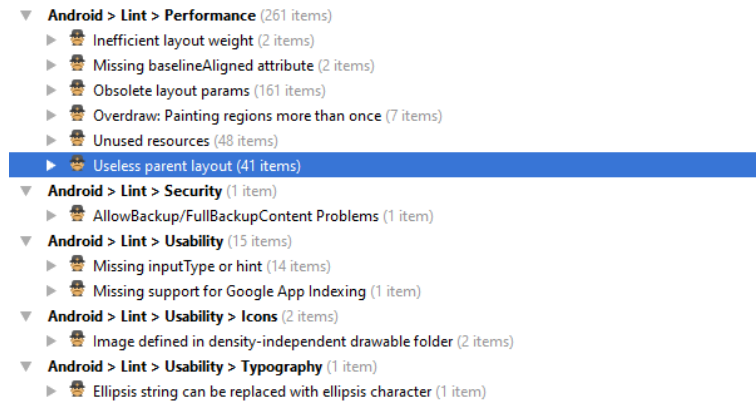 Android > Lint > Performance (261 items)
Inefficient layout weight (2 items)
Missing baselineAligned attribute (2 items)
Obsolete layout params (161 items)
Overdraw: Painting regions more than once (7 items)
Unused resources (48 items)
Useless parent layout (41 items)
Android > Lint > Security (1 item)
AllowBackup/FullBackupContent Problems (1 item)
Android > Lint > Usability (15 items)
Missing inputType or hint (14 items)
Missing support for Google App Indexing (1 item)
Android > Lint > Usability > Icons (2 items)
Image defined in density-independent drawable folder (2 items)
Android > Lint > Usability > Typography (1 item)
Ellipsis string can be replaced with ellipsis character (1 item)